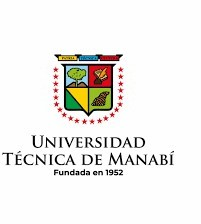 UNIVERSIDAD
TÉCNICA DE MANABÍ
Fundada en 1952